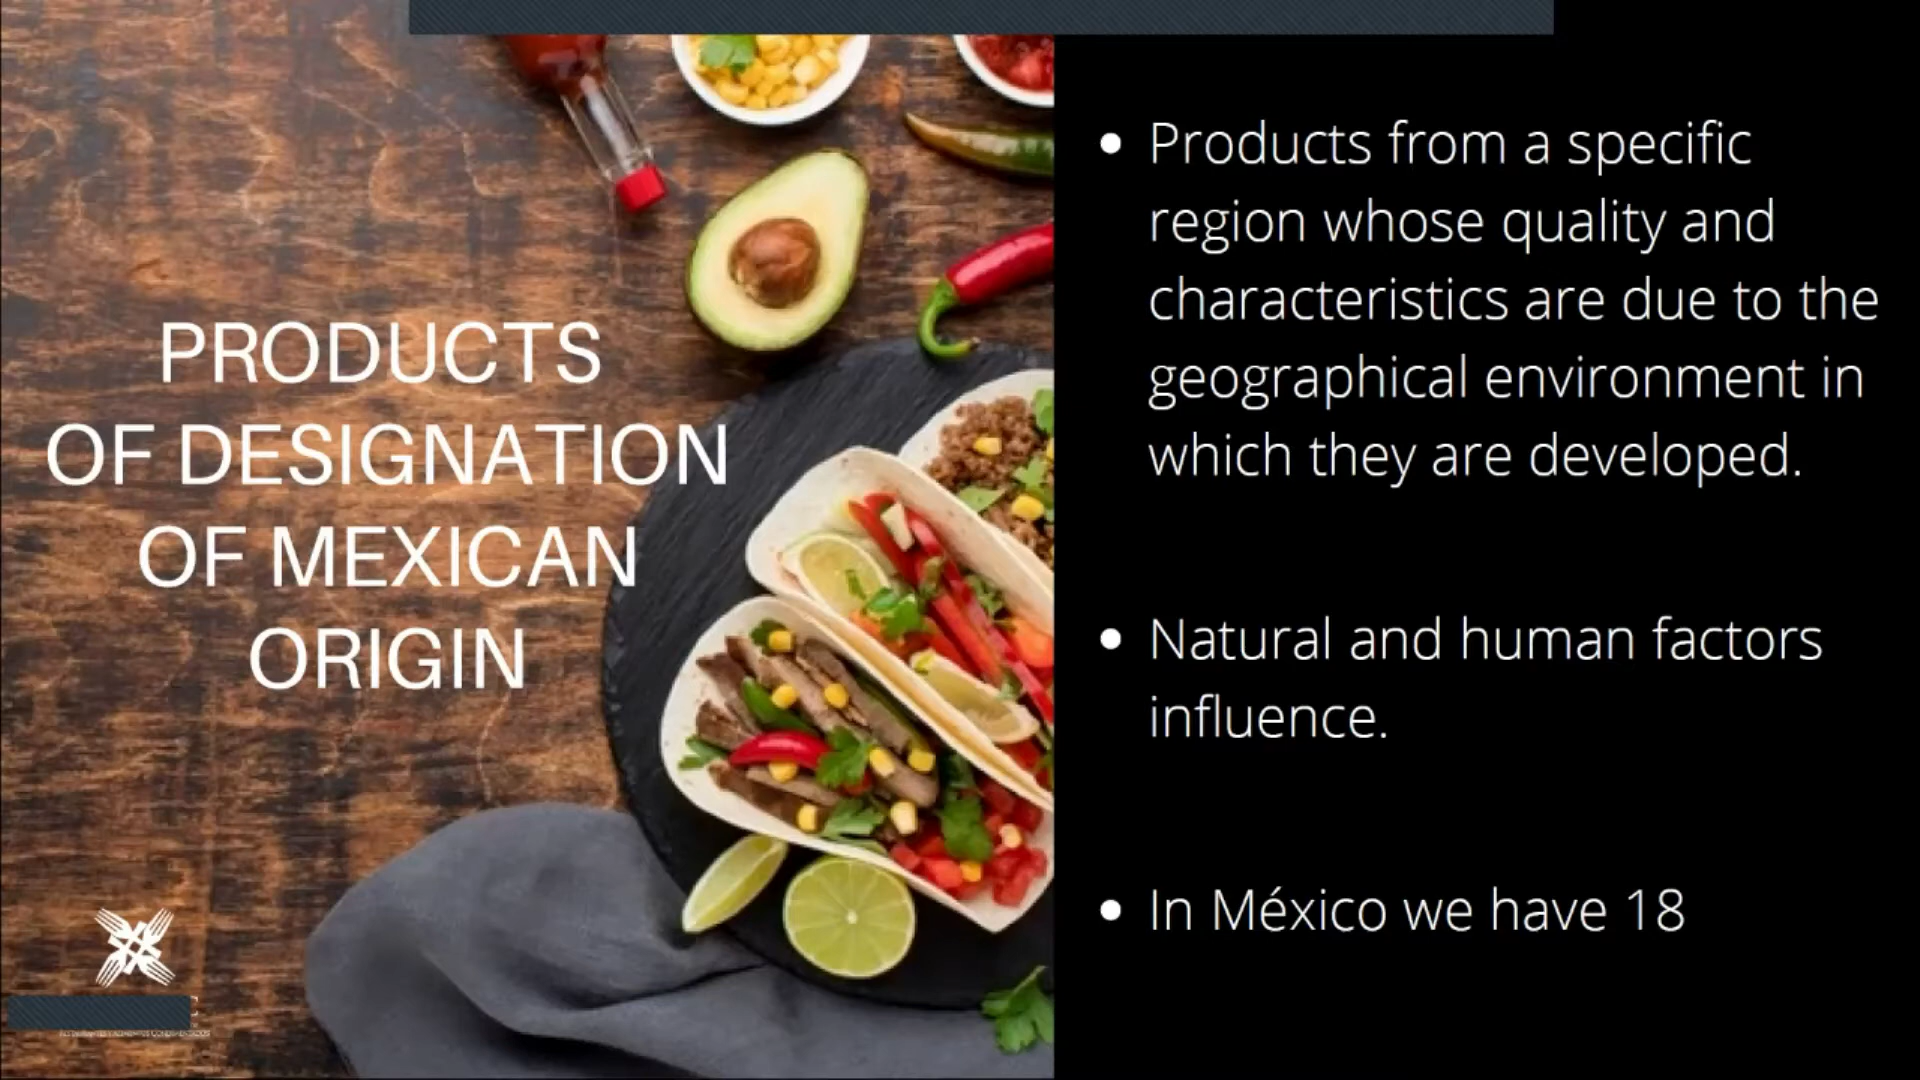 PRODUCTS
OF DESIGNATION
OF MEXICAN
ORIGIN
• Products from a specific
region whose quality and
characteristics are due to the
geographical environment in
which they are developed.
• Natural and human factors
influence.
• In México we have 18